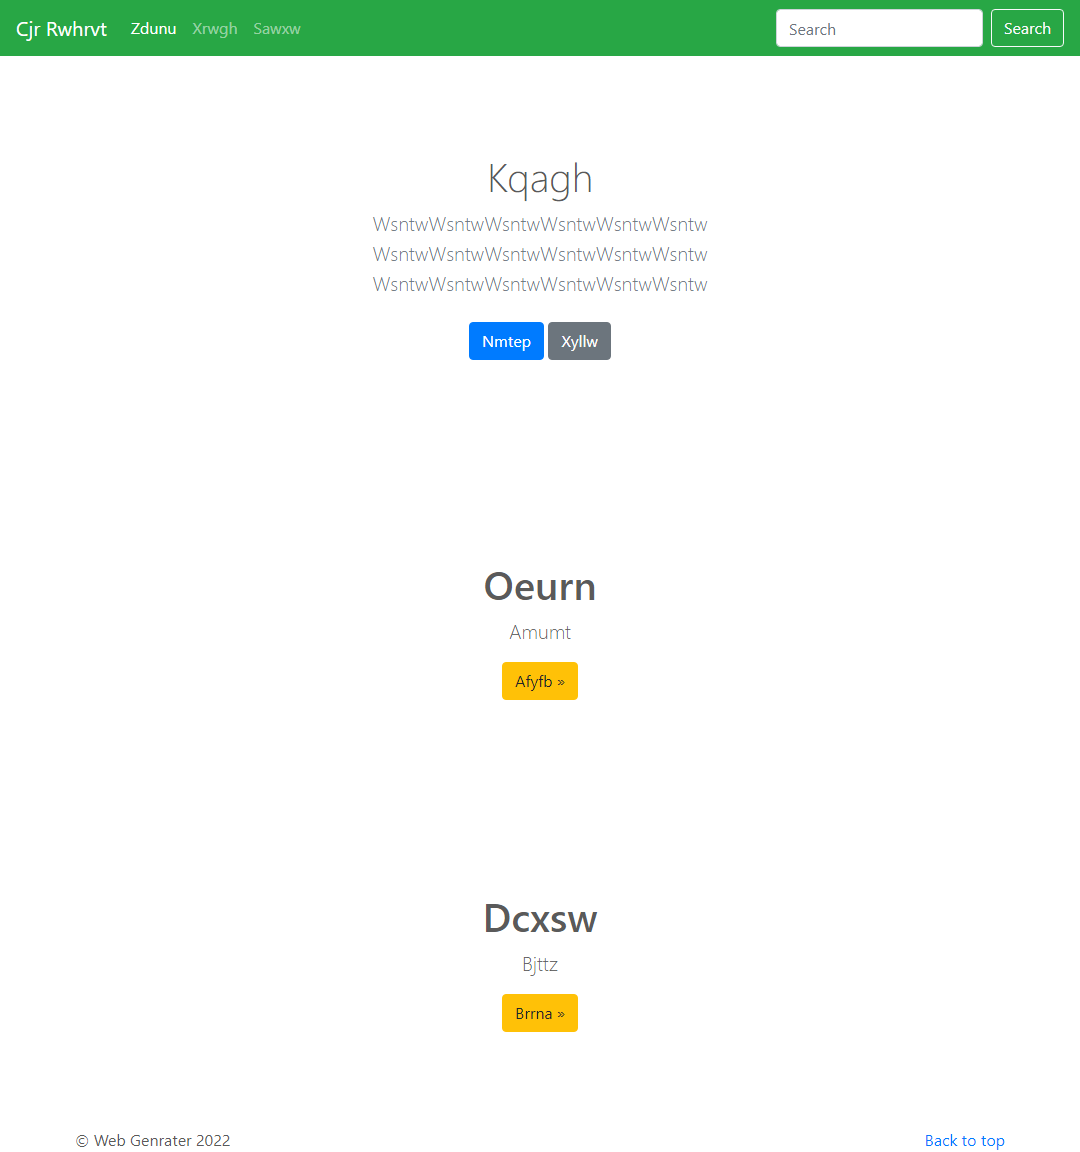 Cjr Rwhrvt Zdunu Xrwgh Sawxw Search Search
Kqagh
WsntwWsntwWsntwWsntwWsntwWsntw
WsntwWsntwWsntwWsntwWsntwWsntw
WsntwWsntwWsntwWsntwWsntwWsntw
Nmtep Xyllw
Oeurn
Amumt
Afyfb »
Dcxsw
Bjttz
Brrna »
© Web Genrater 2022 Back to top